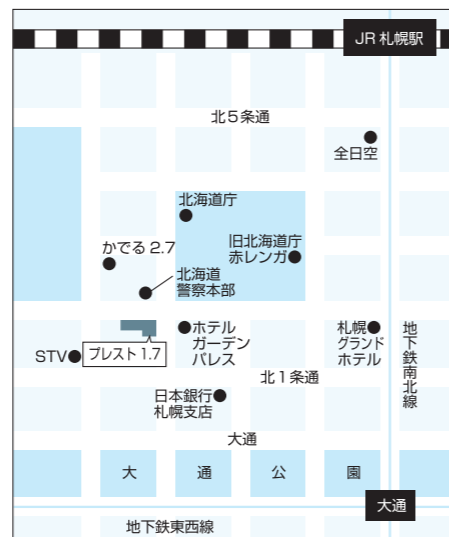 JR 札幌駅
北5条通
全日空
北海道庁
かでる 2.7
旧北海道庁
赤レンガ
北海道
警察本部
ホテル
ガーデン
パレス
札幌
グランド
ホテル
地下鉄南北線
STV
プレスト 1.7
北1条通
日本銀行
札幌支店
大通
大通公園
大通
地下鉄東西線